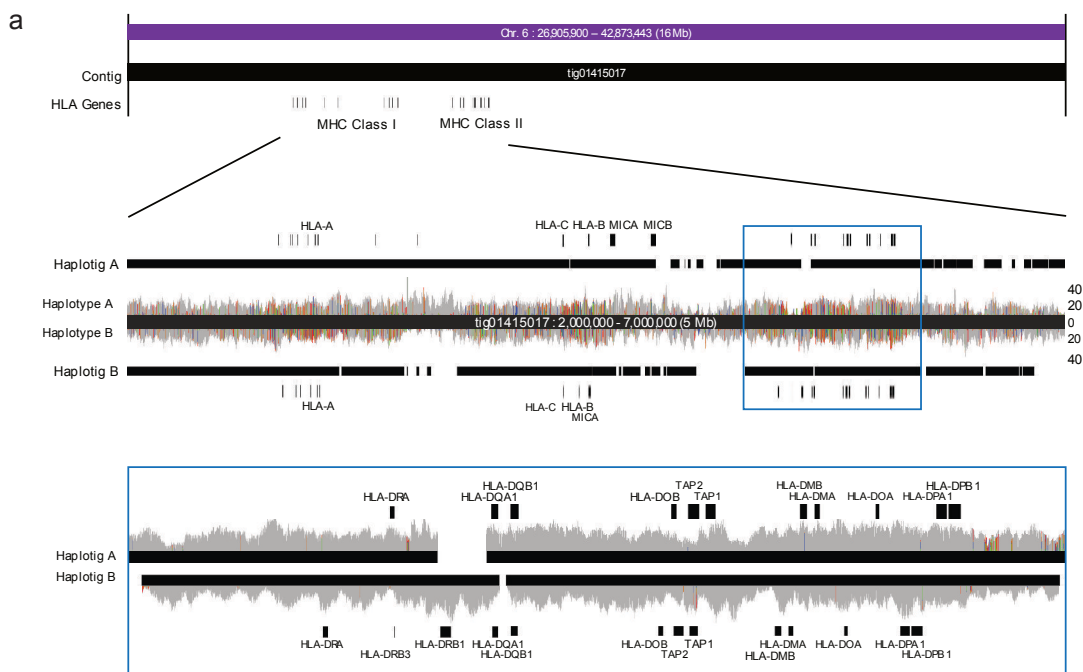 a
Chr. 6 : 26,905,900 – 42,873,443 (16 Mb)
Contig
tig01415017
HLA Genes
MHC Class I
MHC Class II
HLA-A
HLA-C
HLA-B
MICA
MICB
Haplotig A
Haplotype A
40
20
tig01415017 : 2,000,000 - 7,000,000 (5 Mb)
0
Haplotype B
20
40
Haplotig B
HLA-A
HLA-C
HLA-B
MICA
HLA-DRA
HLA-DQB1
HLA-DQA1
HLA-DOB
TAP2
TAP1
HLA-DMB
HLA-DMA
HLA-DOA
HLA-DPB1
HLA-DPA1
Haplotig A
Haplotig B
HLA-DRA
HLA-DRB3
HLA-DRB1
HLA-DQA1
HLA-DQB1
HLA-DOB
TAP2
TAP1
HLA-DMA
HLA-DMB
HLA-DOA
HLA-DPA1
HLA-DPB1